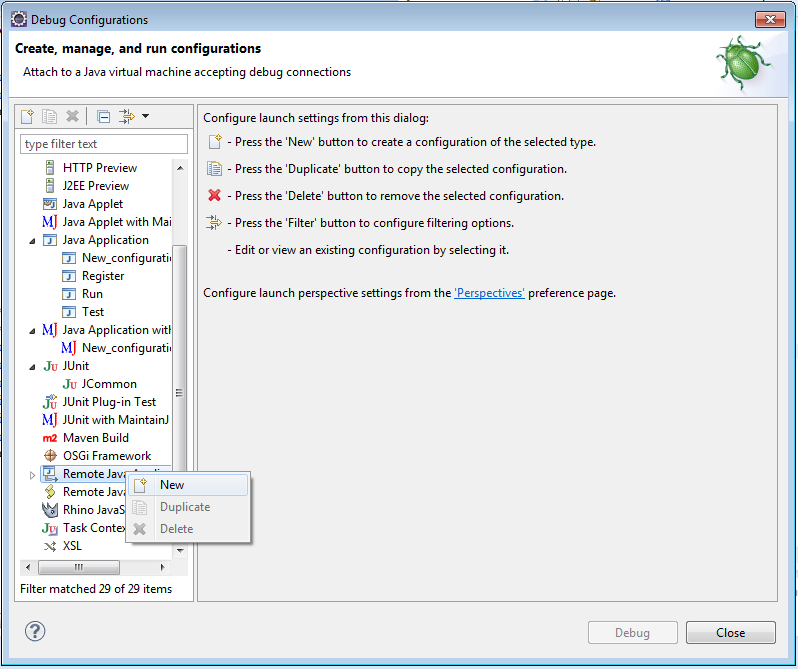 Debug Configurations
Create, manage, and run configurations
Attach to a Java virtual machine accepting debug connections
type filter text
HTTP Preview
J2EE Preview
Java Applet
Java Applet with Mai
Java Application
New_configurati
Register
Run
Test
Java Application with
New_configurati
JUnit
JCommon
JUnit Plug-in Test
JUnit with MaintainJ
Maven Build
OSGi Framework
Remote Java Appli
Remote Java
Rhino JavaS
Task Contex
XSL
New
Duplicate
Delete
Filter matched 29 of 29 items
Configure launch settings from this dialog:
- Press the 'New' button to create a configuration of the selected type.
- Press the 'Duplicate' button to copy the selected configuration.
- Press the 'Delete' button to remove the selected configuration.
- Press the 'Filter' button to configure filtering options.
- Edit or view an existing configuration by selecting it.
Configure launch perspective settings from the 'Perspectives' preference page.
Debug
Close